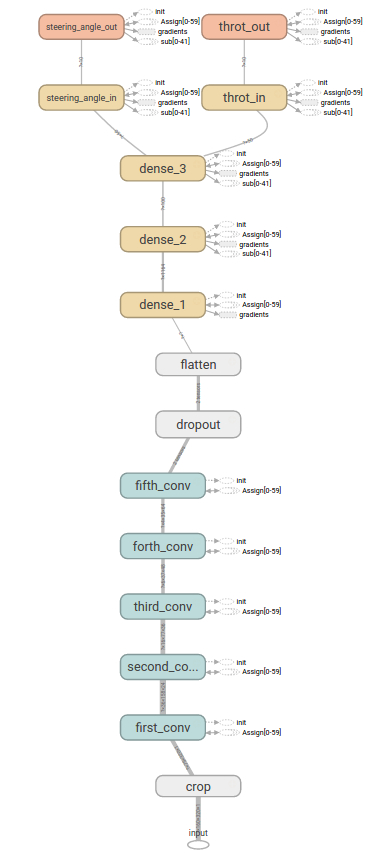 steering_angle_out
init
Assign[0-59]
gradients
sub[0-41]
throt_out
init
Assign[0-59]
gradients
sub[0-41]
steering_angle_in
init
Assign[0-59]
gradients
sub[0-41]
throt_in
init
Assign[0-59]
gradients
sub[0-41]
dense_3
init
Assign[0-59]
gradients
sub[0-41]
dense_2
init
Assign[0-59]
gradients
sub[0-41]
dense_1
init
Assign[0-59]
gradients
flatten
dropout
fifth_conv
init
Assign[0-59]
forth_conv
init
Assign[0-59]
third_conv
init
Assign[0-59]
second_co...
init
Assign[0-59]
first_conv
init
Assign[0-59]
crop
input